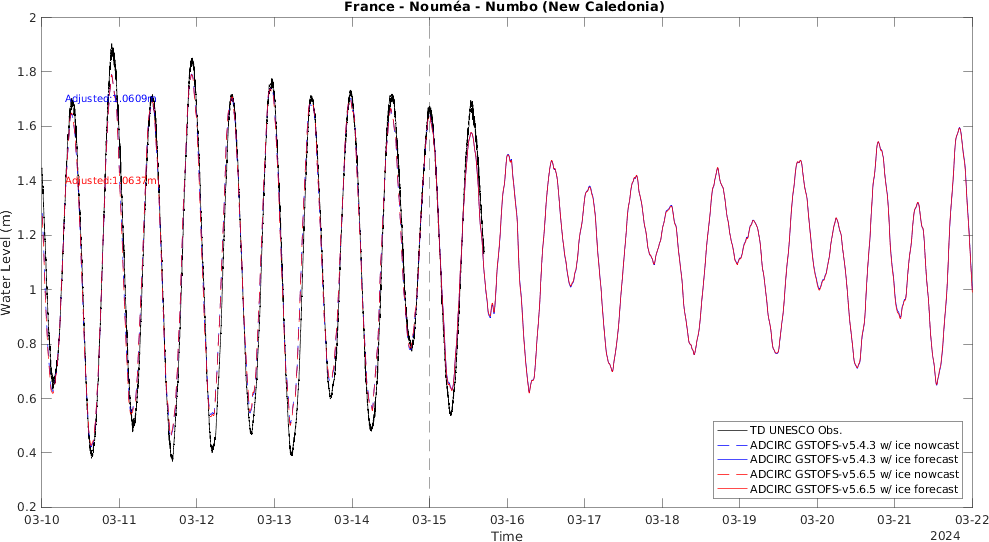 France - Nouméa - Numbo (New Caledonia)
2
1.8
1.6
1.4
1.2
1
0.8
0.6
0.4
0.2
Water Level (m)
Adjusted:1.0609m
Adjusted:1.0637m
TD UNESCO Obs.
ADCIRC GSTOFS-v5.4.3 w/ ice nowcast
ADCIRC GSTOFS-v5.4.3 w/ ice forecast
ADCIRC GSTOFS-v5.6.5 w/ ice nowcast
ADCIRC GSTOFS-v5.6.5 w/ ice forecast
03-10 03-11 03-12 03-13 03-14 03-15 03-16 03-17 03-18 03-19 03-20 03-21 03-22
Time
2024